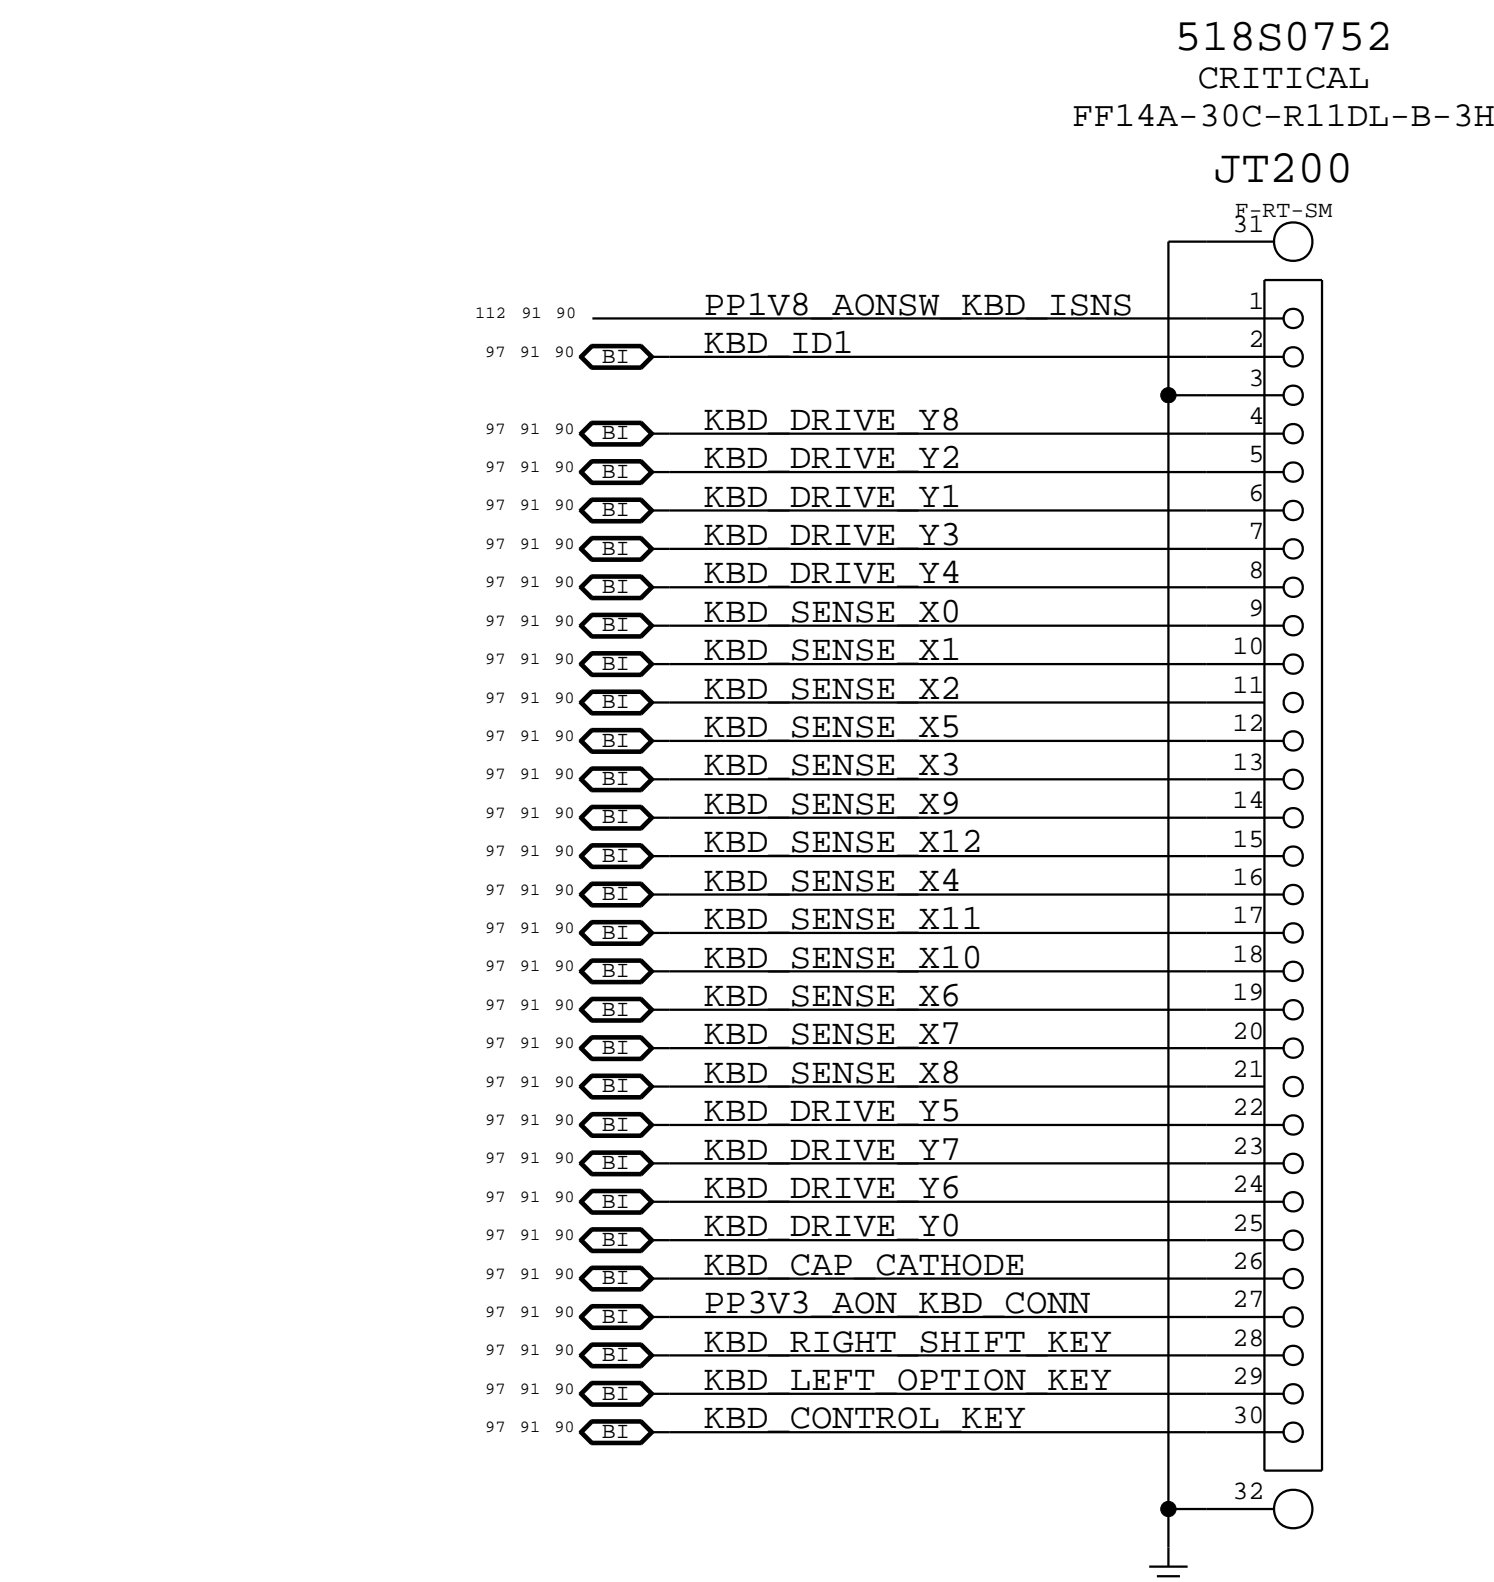 518S0752
CRITICAL
FF14A-30C-R11DL-B-3H
JT200
F-RT-SM
31
112 91 90 PP1V8_AONSW_KBD_ISNS 1
97 91 90 BI KBD_ID1 2
3
97 91 90 BI KBD_DRIVE_Y8 4
97 91 90 BI KBD_DRIVE_Y2 5
97 91 90 BI KBD_DRIVE_Y1 6
97 91 90 BI KBD_DRIVE_Y3 7
97 91 90 BI KBD_DRIVE_Y4 8
97 91 90 BI KBD_SENSE_X0 9
97 91 90 BI KBD_SENSE_X1 10
97 91 90 BI KBD_SENSE_X2 11
97 91 90 BI KBD_SENSE_X5 12
97 91 90 BI KBD_SENSE_X3 13
97 91 90 BI KBD_SENSE_X9 14
97 91 90 BI KBD_SENSE_X12 15
97 91 90 BI KBD_SENSE_X4 16
97 91 90 BI KBD_SENSE_X11 17
97 91 90 BI KBD_SENSE_X10 18
97 91 90 BI KBD_SENSE_X6 19
97 91 90 BI KBD_SENSE_X7 20
97 91 90 BI KBD_SENSE_X8 21
97 91 90 BI KBD_DRIVE_Y5 22
97 91 90 BI KBD_DRIVE_Y7 23
97 91 90 BI KBD_DRIVE_Y6 24
97 91 90 BI KBD_DRIVE_Y0 25
97 91 90 BI KBD_CAP_CATHODE 26
97 91 90 BI PP3V3_AON_KBD_CONN 27
97 91 90 BI KBD_RIGHT_SHIFT_KEY 28
97 91 90 BI KBD_LEFT_OPTION_KEY 29
97 91 90 BI KBD_CONTROL_KEY 30
32